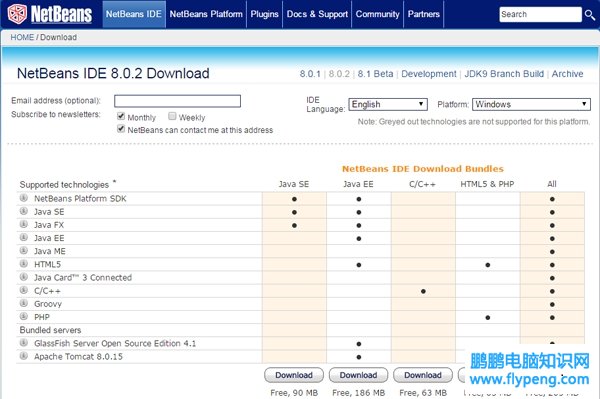 NetBeans
NetBeans IDE NetBeans Platform Plugins Docs & Support Community Partners Search
HOME / Download
NetBeans IDE 8.0.2 Download
8.0.1 | 8.0.2 | 8.1 Beta | Development | JDK9 Branch Build | Archive
Email address (optional):
IDE Language: English Platform: Windows
Subscribe to newsletters: Monthly Weekly
Note: Greyed out technologies are not supported for this platform.
NetBeans can contact me at this address
NetBeans IDE Download Bundles
Supported technologies * Java SE Java EE C/C++ HTML5 & PHP All
NetBeans Platform SDK
Java SE
Java FX
Java EE
Java ME
HTML5
Java Card™ 3 Connected
C/C++
Groovy
PHP
Bundled servers
GlassFish Server Open Source Edition 4.1
Apache Tomcat 8.0.15
Download Download Download
Free, 90 MB Free, 186 MB Free, 63 MB
鹏鹏电脑知识网
www.flypeng.com